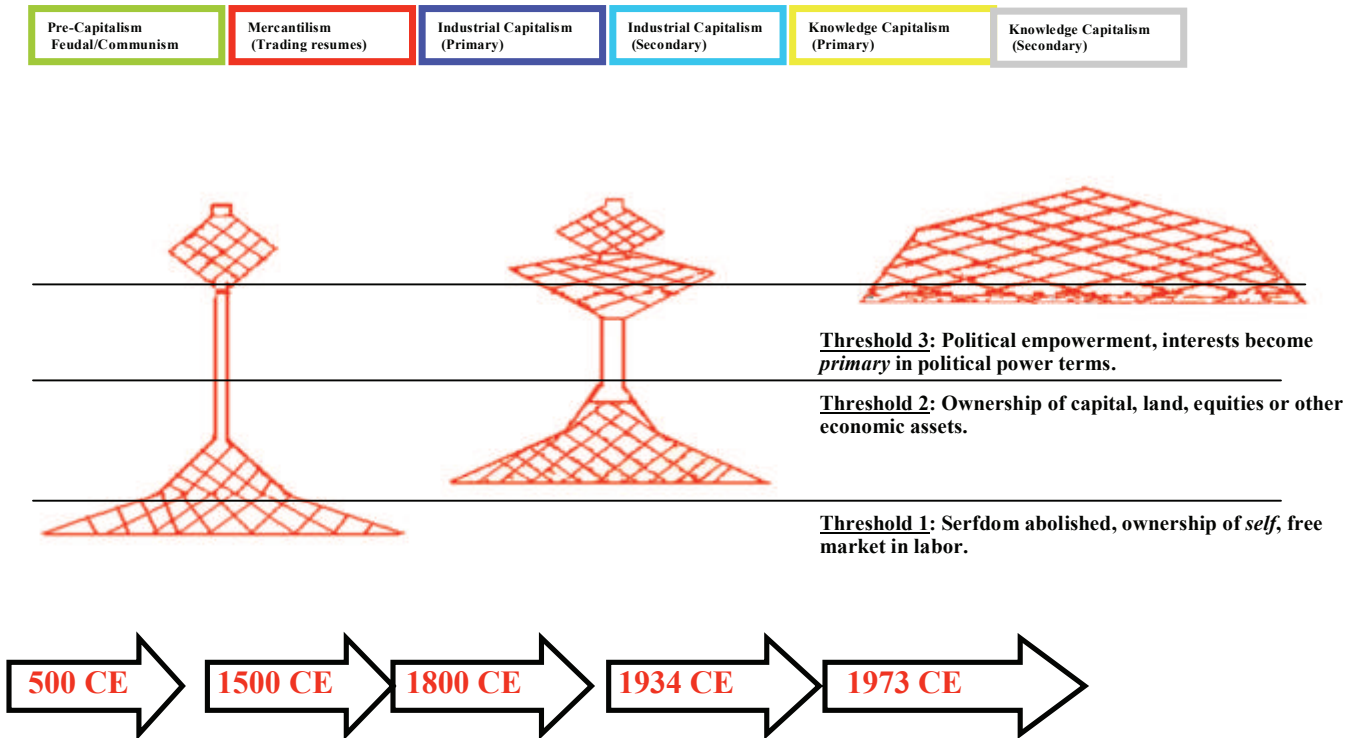 Pre-Capitalism
Feudal/Communism
Mercantilism
(Trading resumes)
Industrial Capitalism
(Primary)
Industrial Capitalism
(Secondary)
Knowledge Capitalism
(Primary)
Knowledge Capitalism
(Secondary)
Threshold 3: Political empowerment, interests become
primary in political power terms.
Threshold 2: Ownership of capital, land, equities or other
economic assets.
Threshold 1: Serfdom abolished, ownership of self, free
market in labor.
500 CE
1500 CE
1800 CE
1934 CE
1973 CE